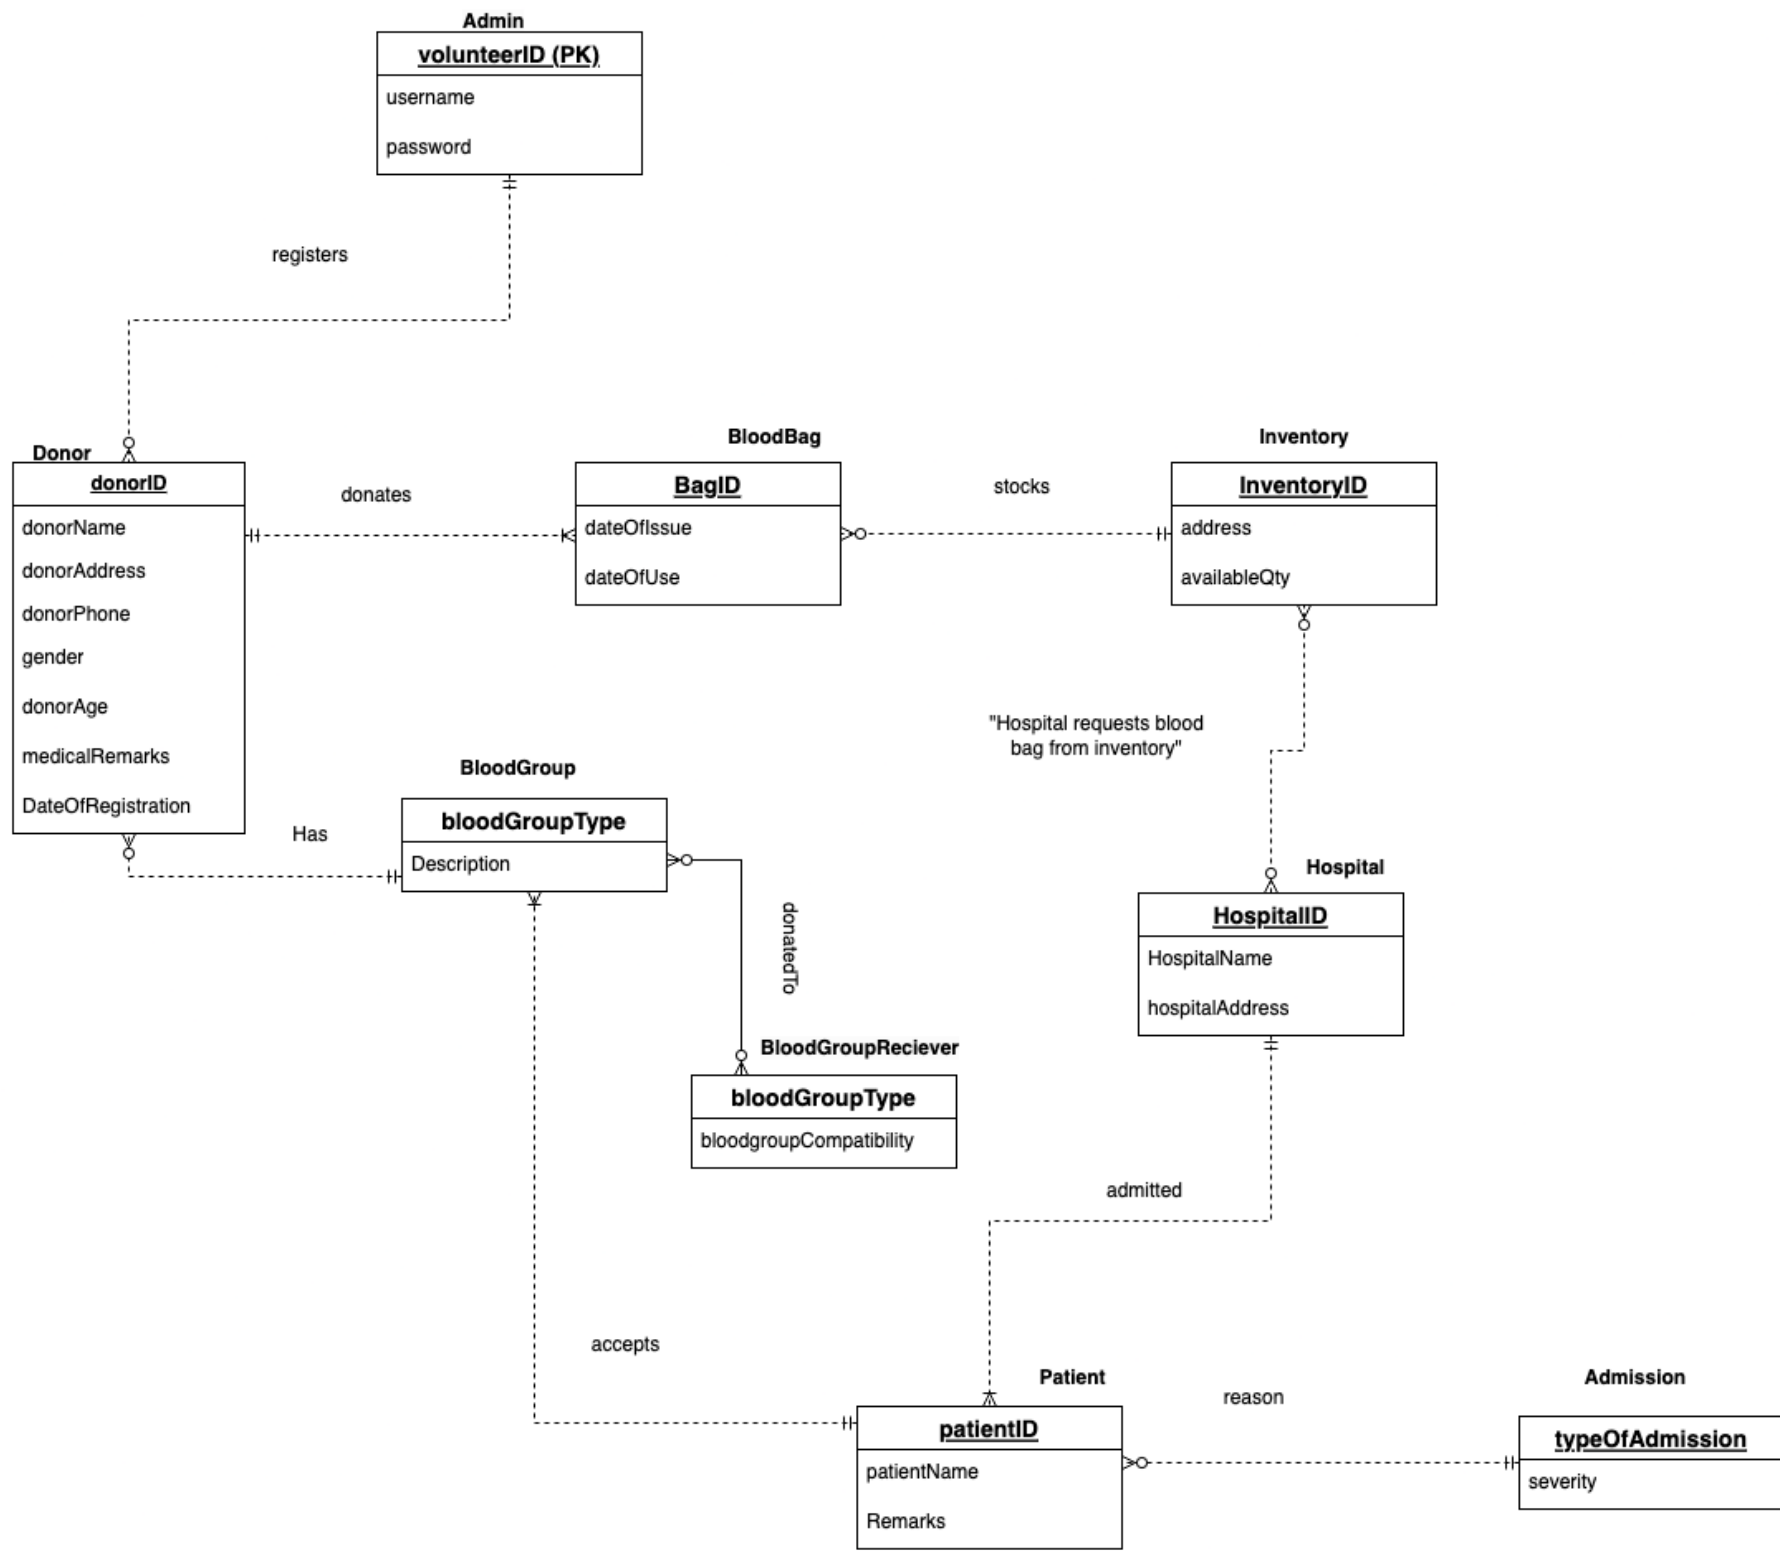 Admin
volunteerID (PK)
username
password
registers
Donor
donorID
donorName
donorAddress
donorPhone
gender
donorAge
medicalRemarks
DateOfRegistration
donates
BloodBag
BagID
dateOfIssue
dateOfUse
stocks
Inventory
InventoryID
address
availableQty
"Hospital requests blood
bag from inventory"
Has
BloodGroup
bloodGroupType
Description
donatedTo
BloodGroupReciever
bloodGroupType
bloodgroupCompatibility
Hospital
HospitalID
HospitalName
hospitalAddress
admitted
accepts
Patient
patientID
patientName
Remarks
reason
Admission
typeOfAdmission
severity